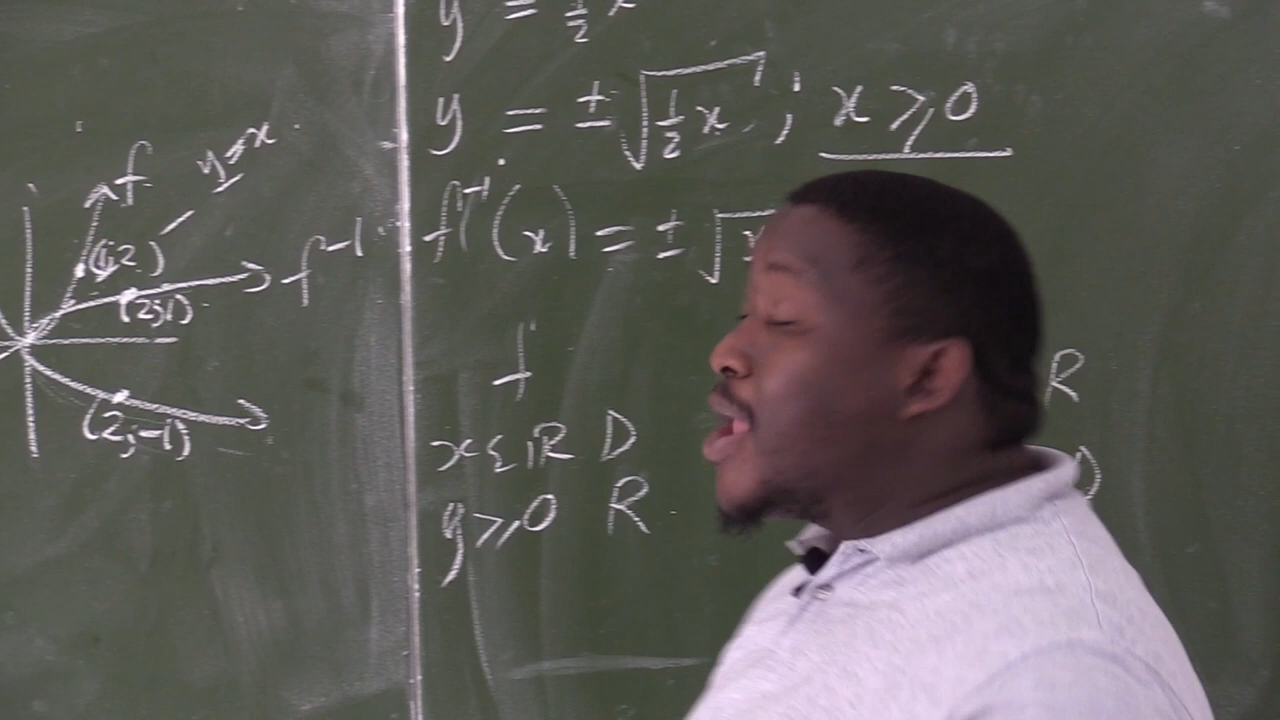 f y=x
(1;2)
(2;1) f⁻¹
(2;-1)
y = ½x
y = ±√(½x) ; x ≥ 0
f⁻¹(x) = ±√
f
x ε ℝ D R
y ≥ 0 R D